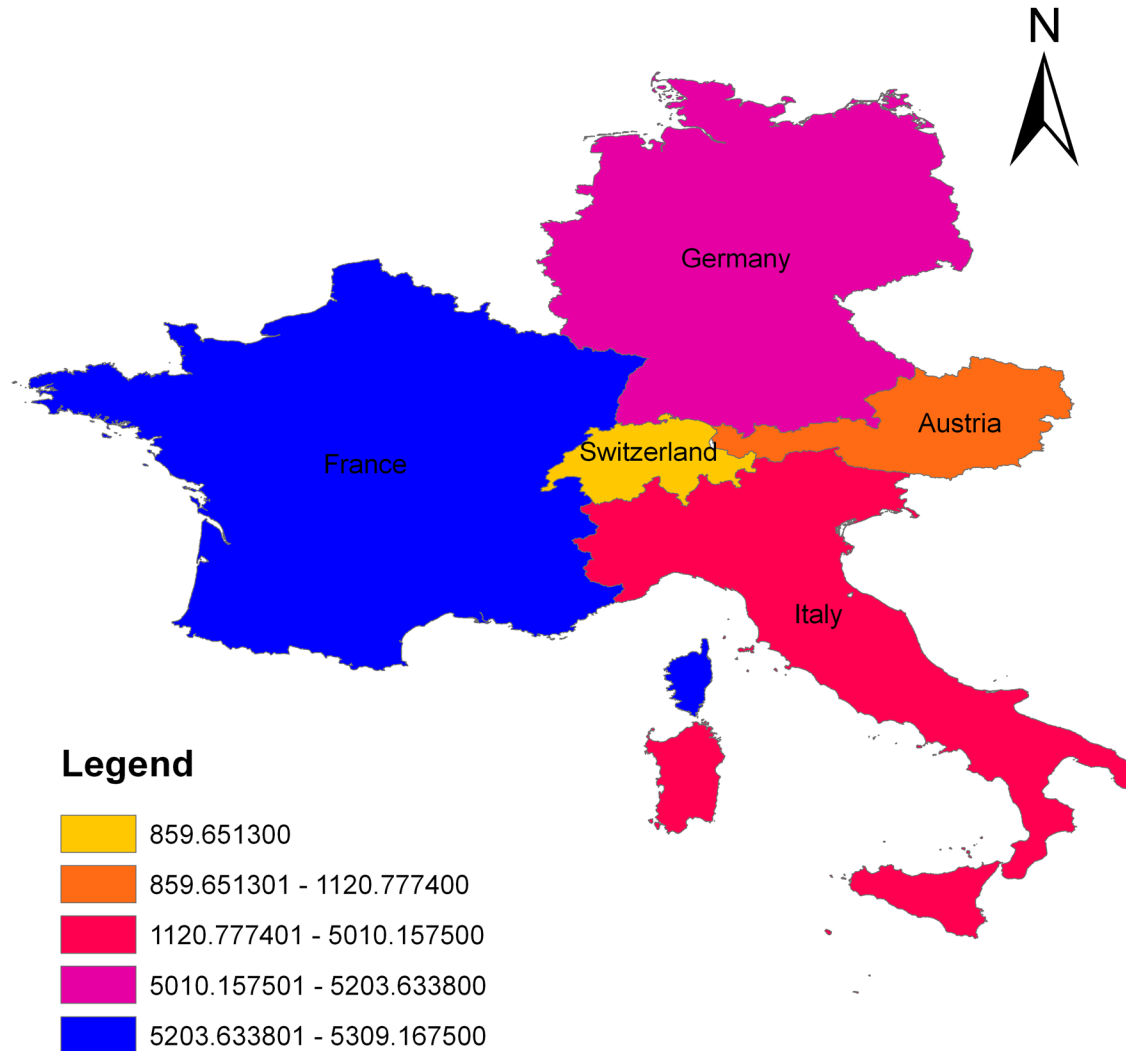 N
Germany
Austria
Switzerland
France
Italy
Legend
859.651300
859.651301 - 1120.777400
1120.777401 - 5010.157500
5010.157501 - 5203.633800
5203.633801 - 5309.167500